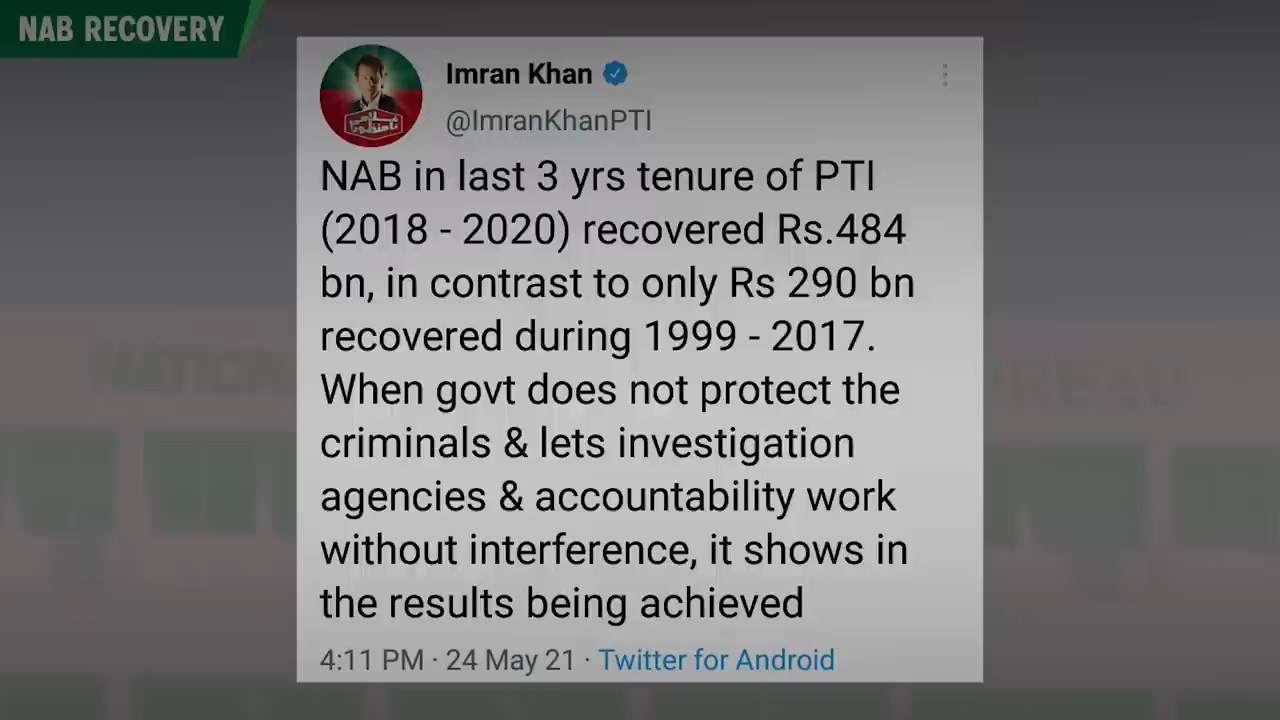 NAB RECOVERY
Imran Khan
@ImranKhanPTI
NAB in last 3 yrs tenure of PTI
(2018 - 2020) recovered Rs.484
bn, in contrast to only Rs 290 bn
recovered during 1999 - 2017.
When govt does not protect the
criminals & lets investigation
agencies & accountability work
without interference, it shows in
the results being achieved
4:11 PM · 24 May 21 · Twitter for Android